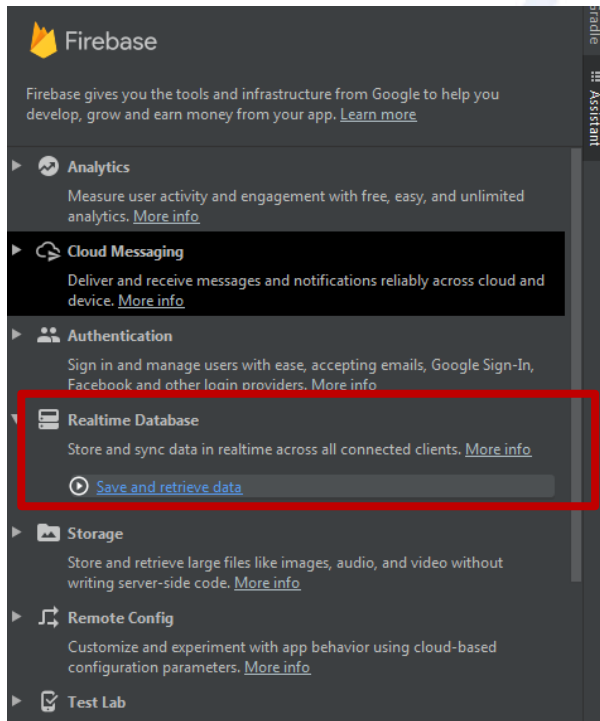 Firebase
Firebase gives you the tools and infrastructure from Google to help you
develop, grow and earn money from your app. Learn more
Analytics
Measure user activity and engagement with free, easy, and unlimited
analytics. More info
Cloud Messaging
Deliver and receive messages and notifications reliably across cloud and
device. More info
Authentication
Sign in and manage users with ease, accepting emails, Google Sign-In,
Facebook and other login providers. More info
Realtime Database
Store and sync data in realtime across all connected clients. More info
Save and retrieve data
Storage
Store and retrieve large files like images, audio, and video without
writing server-side code. More info
Remote Config
Customize and experiment with app behavior using cloud-based
configuration parameters. More info
Test Lab
Assistant